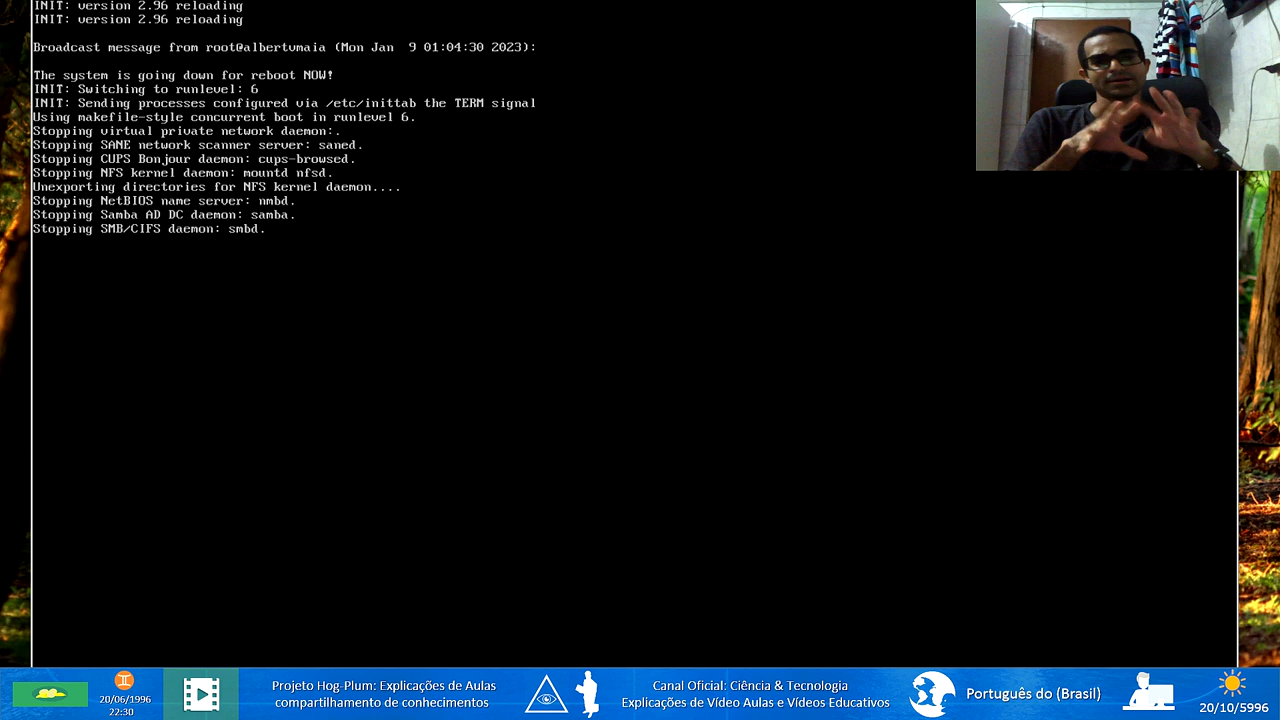 INIT: version 2.96 reloading
INIT: version 2.96 reloading
Broadcast message from root@albertvmaia (Mon Jan  9 01:04:30 2023):
The system is going down for reboot NOW!
INIT: Switching to runlevel: 6
INIT: Sending processes configured via /etc/inittab the TERM signal
Using makefile-style concurrent boot in runlevel 6.
Stopping virtual private network daemon:.
Stopping SANE network scanner server: saned.
Stopping CUPS Bonjour daemon: cups-browsed.
Stopping NFS kernel daemon: mountd nfsd.
Unexporting directories for NFS kernel daemon....
Stopping NetBIOS name server: nmbd.
Stopping Samba AD DC daemon: samba.
Stopping SMB/CIFS daemon: smbd.
20/06/1996
22:30
Projeto Hog-Plum: Explicações de Aulas
compartilhamento de conhecimentos
Canal Oficial: Ciência & Tecnologia
Explicações de Vídeo Aulas e Vídeos Educativos
Português do (Brasil)
20/10/5996